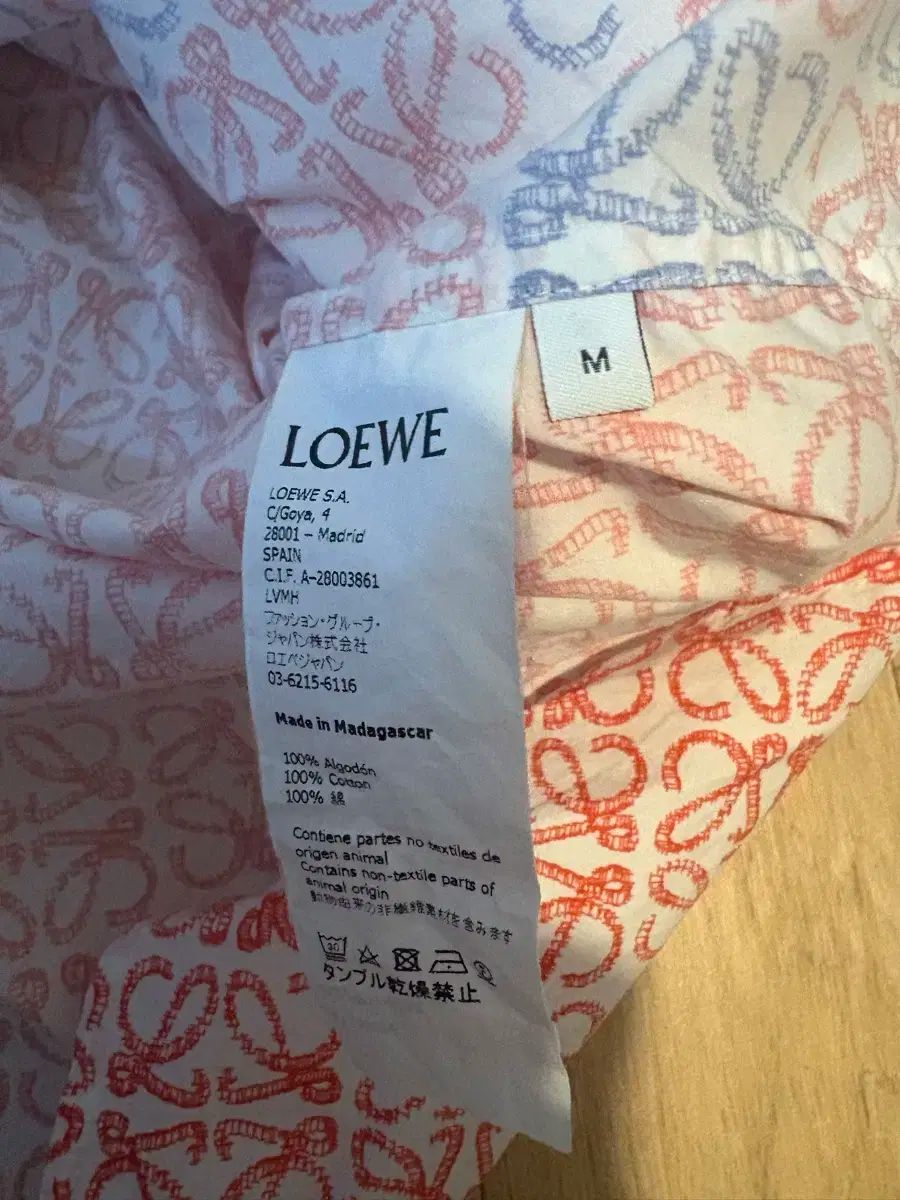 M
LOEWE
LOEWE S.A.
C/Goya, 4
28001 – Madrid
SPAIN
C.I.F. A-28003861
LVMH
ファッション・グループ・
ジャパン株式会社
ロエベジャパン
03-6215-6116
Made in Madagascar
100% Algodón
100% Cotton
100% 綿
Contiene partes no textiles de
origen animal
Contains non-textile parts of
animal origin
動物由来の非繊維素材を含みます
30
タンブル乾燥禁止